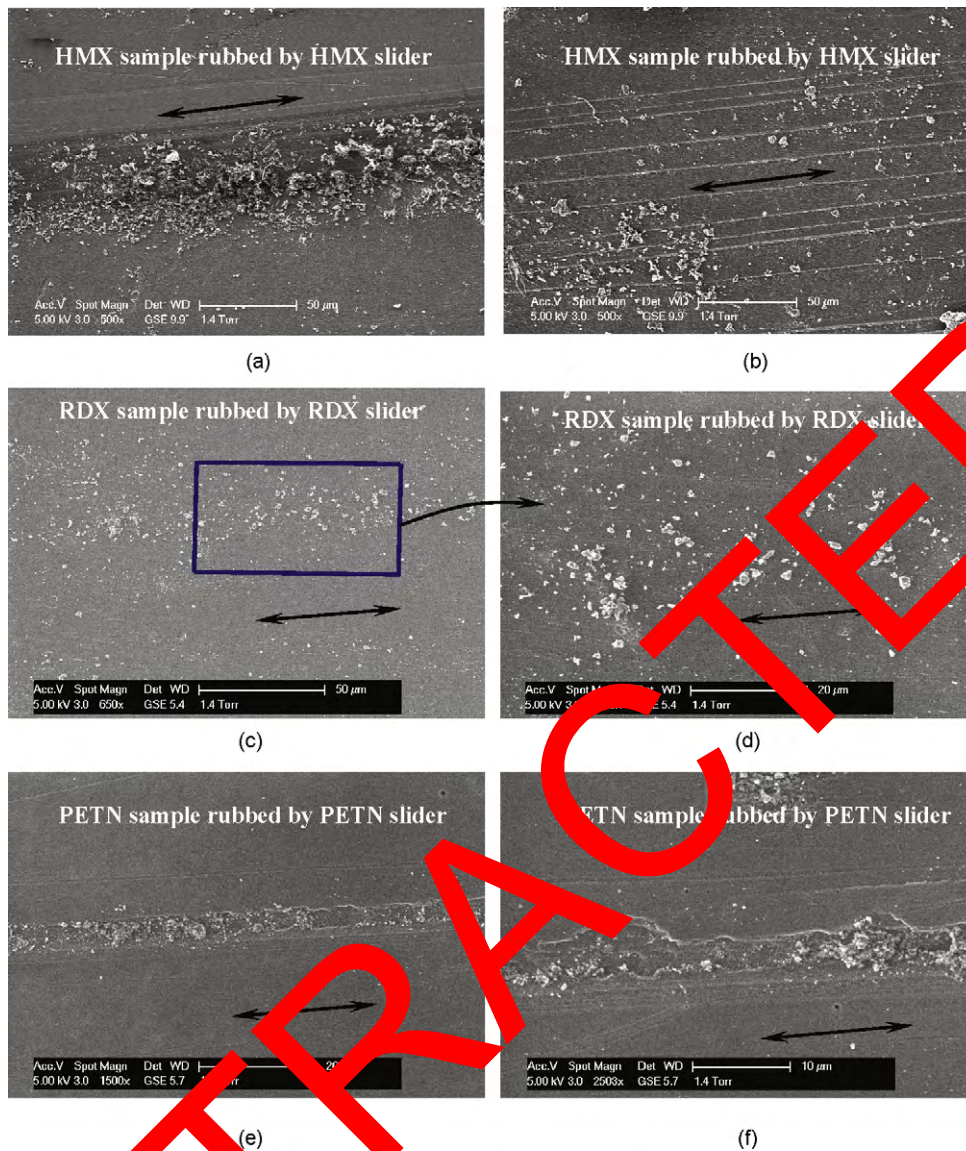 HMX sample rubbed by HMX slider
Acc.V Spot Magn Det WD 50 µm
5.00 kV 3.0 500x GSE 9.9 1.4 Torr
(a)
HMX sample rubbed by HMX slider
Acc.V Spot Magn Det WD 50 µm
5.00 kV 3.0 500x GSE 9.9 1.4 Torr
(b)
RDX sample rubbed by RDX slider
Acc.V Spot Magn Det WD 50 µm
5.00 kV 3.0 650x GSE 5.4 1.4 Torr
(c)
RDX sample rubbed by RDX slider
Acc.V Spot Magn Det WD 20 µm
5.00 kV GSE 5.4 1.4 Torr
(d)
PETN sample rubbed by PETN slider
Acc.V Spot Magn Det WD
5.00 kV 3.0 1500x GSE 5.7
(e)
ETN sample rubbed by PETN slider
Acc.V Spot Magn Det WD 10 µm
5.00 kV 3.0 2503x GSE 5.7 1.4 Torr
(f)
TRACTE